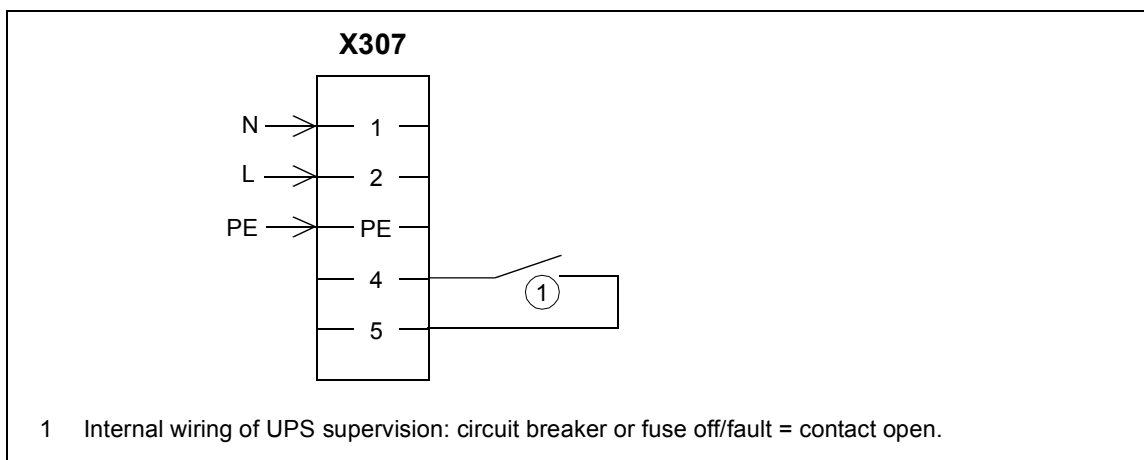 X307
N 1
L 2
PE PE
4
1
5
1 Internal wiring of UPS supervision: circuit breaker or fuse off/fault = contact open.